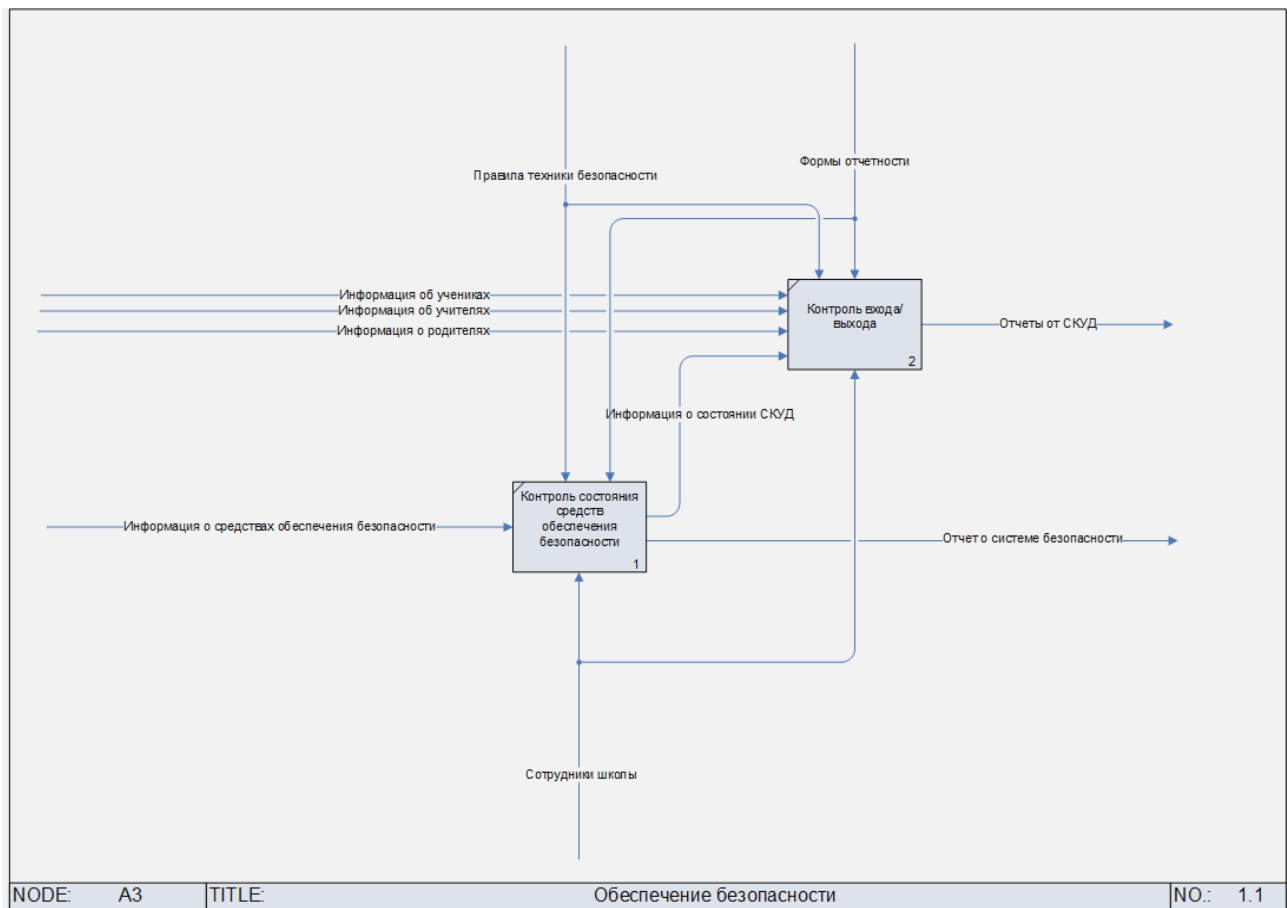 Формы отчетности
Правила техники безопасности
Информация об учениках
Информация об учителях
Информация о родителях
Контроль входа/
выхода
2
Отчеты от СКУД
Информация о состоянии СКУД
Контроль состояния
средств
обеспечения
безопасности
1
Информация о средствах обеспечения безопасности
Отчет о системе безопасности
Сотрудники школы
NODE: A3 TITLE: Обеспечение безопасности NO.: 1.1